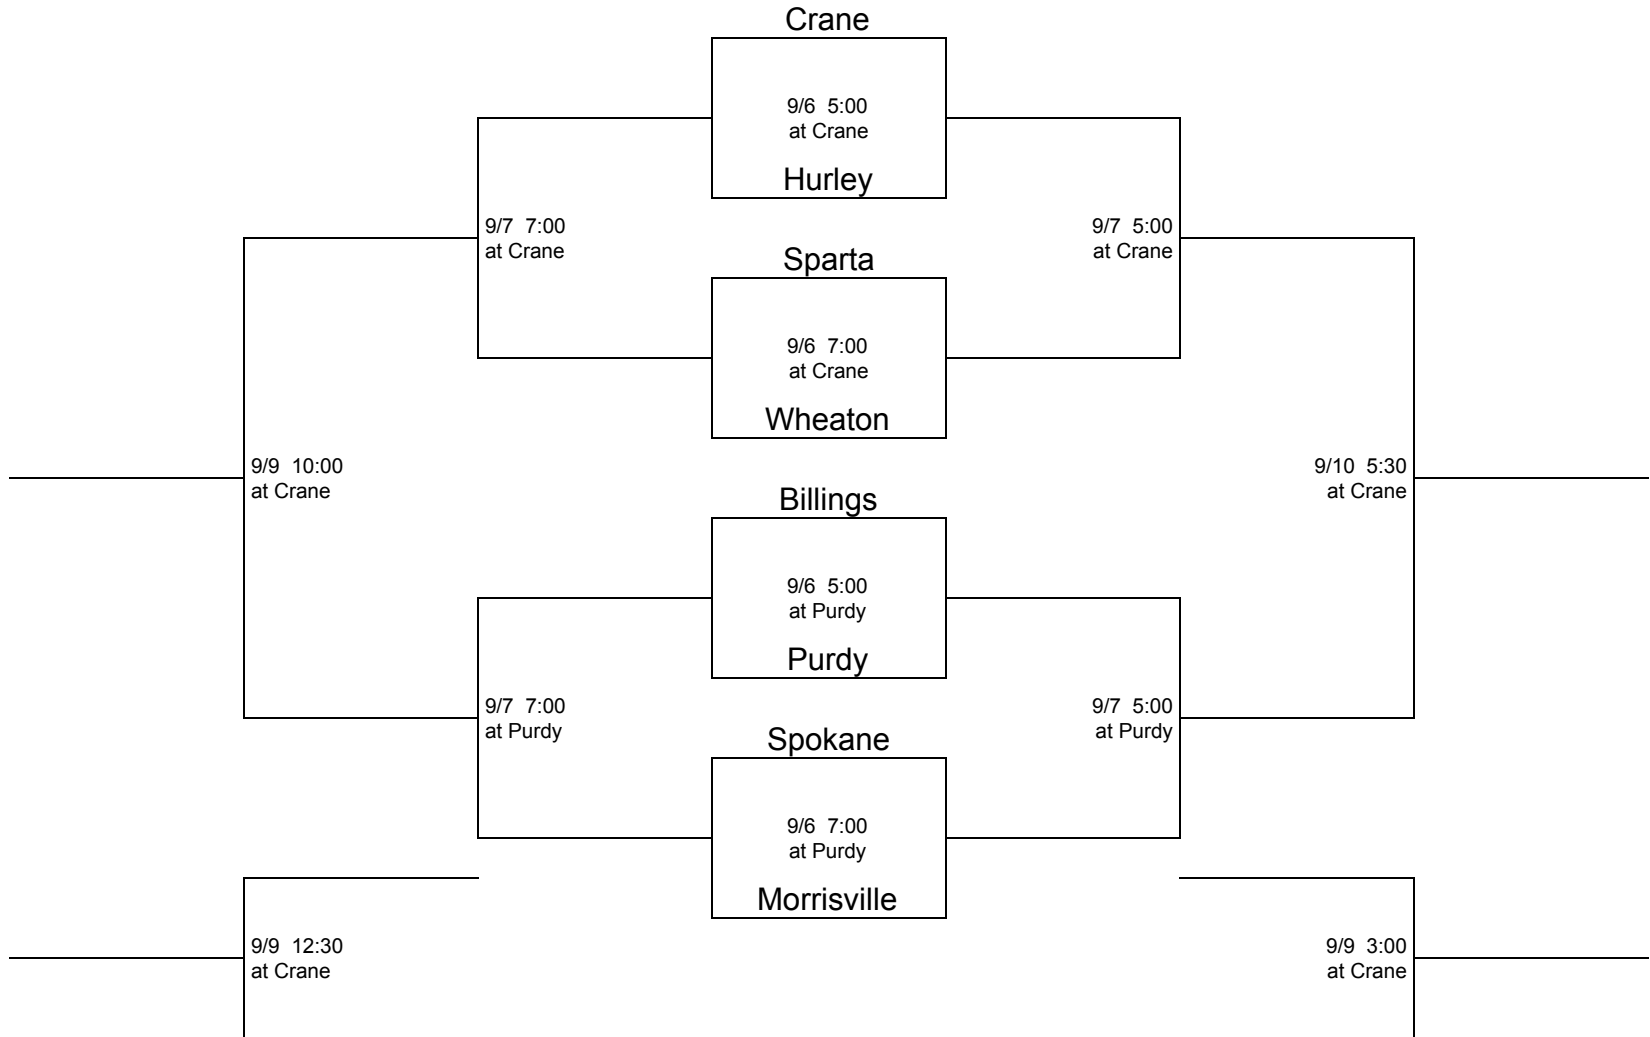 Crane
9/6 5:00
at Crane
Hurley
9/7 7:00
at Crane
9/7 5:00
at Crane
Sparta
9/6 7:00
at Crane
Wheaton
9/9 10:00
at Crane
9/10 5:30
at Crane
Billings
9/6 5:00
at Purdy
Purdy
9/7 7:00
at Purdy
9/7 5:00
at Purdy
Spokane
9/6 7:00
at Purdy
Morrisville
9/9 12:30
at Crane
9/9 3:00
at Crane